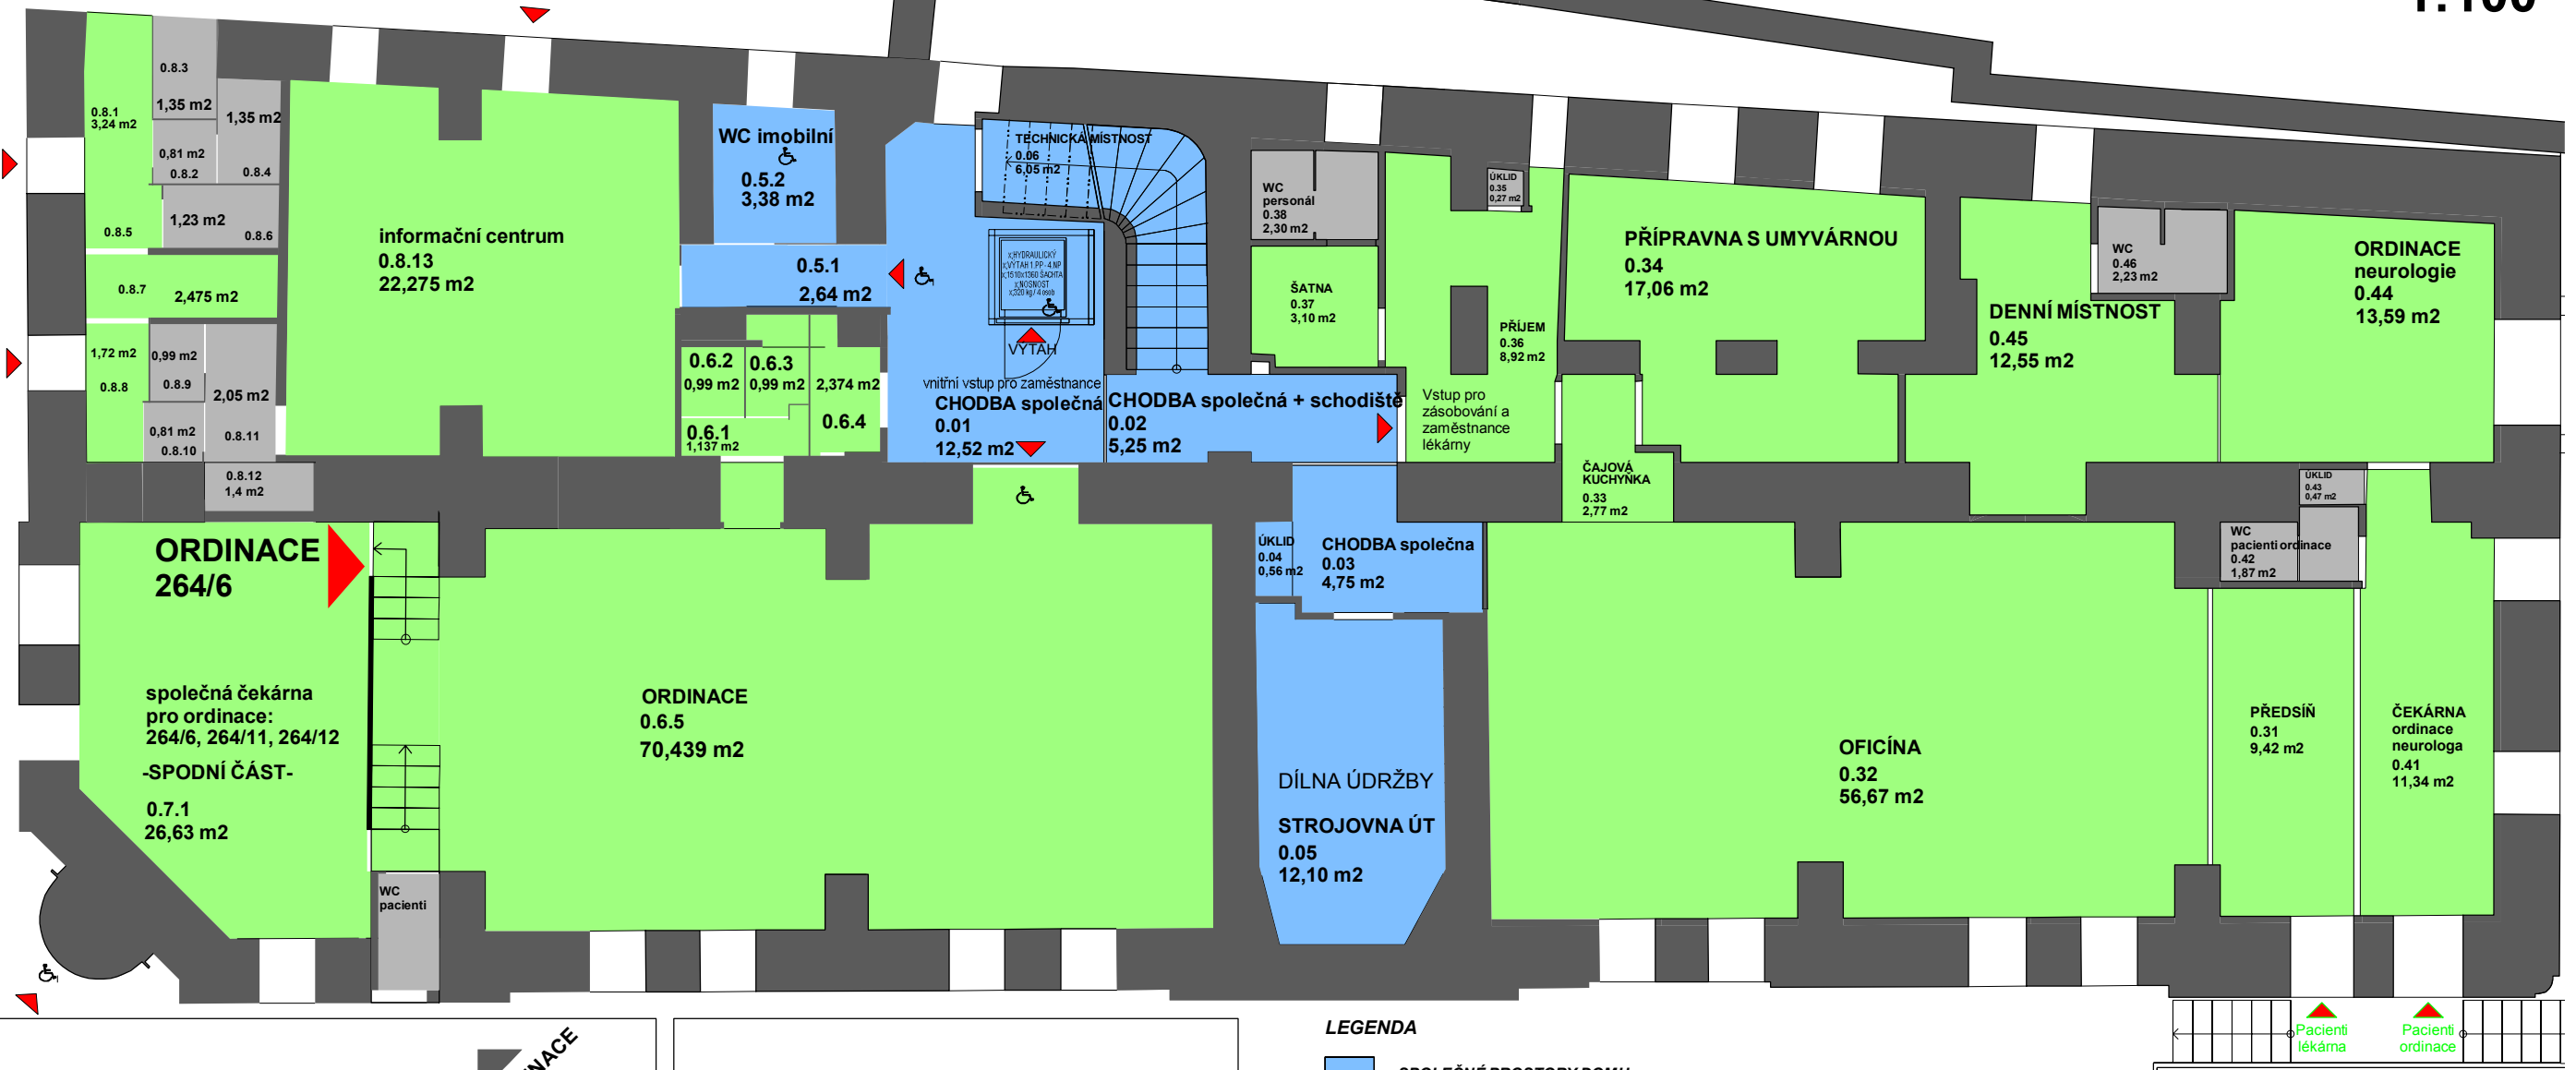 0.8.3
1,35 m2
0.8.1
3,24 m2
1,35 m2
0,81 m2
0.8.2
0.8.4
1,23 m2
0.8.5
0.8.6
0.8.7
2,475 m2
1,72 m2
0.8.8
0,99 m2
0.8.9
2,05 m2
0,81 m2
0.8.10
0.8.11
0.8.12
1,4 m2
informační centrum
0.8.13
22,275 m2
WC imobilní
0.5.2
3,38 m2
0.5.1
2,64 m2
0.6.2
0,99 m2
0.6.3
0,99 m2
2,374 m2
0.6.4
0.6.1
1,137 m2
TECHNICKÁ MÍSTNOST
0.06
6,05 m2
x,HYDRAULICKÝ
x,VÝTAH 1.PP- 4.NP
x,1510x1360 ŠACHTA
x,NOSNOST
x,320 kg / 4 osob
VÝTAH
vnitřní vstup pro zaměstnance
CHODBA společná
0.01
12,52 m2
CHODBA společná + schodiště
0.02
5,25 m2
WC
personál
0.38
2,30 m2
ŠATNA
0.37
3,10 m2
ÚKLID
0.35
0,27 m2
PŘÍJEM
0.36
8,92 m2
Vstup pro
zásobování a
zaměstnance
lékárny
PŘÍPRAVNA S UMYVÁRNOU
0.34
17,06 m2
ČAJOVÁ
KUCHYŇKA
0.33
2,77 m2
DENNÍ MÍSTNOST
0.45
12,55 m2
WC
0.46
2,23 m2
ORDINACE
neurologie
0.44
13,59 m2
ÚKLID
0.43
0,47 m2
WC
pacienti ordinace
0.42
1,87 m2
ORDINACE
264/6
společná čekárna
pro ordinace:
264/6, 264/11, 264/12
-SPODNÍ ČÁST-
0.7.1
26,63 m2
WC
pacienti
ORDINACE
0.6.5
70,439 m2
ÚKLID
0.04
0,56 m2
CHODBA společna
0.03
4,75 m2
DÍLNA ÚDRŽBY
STROJOVNA ÚT
0.05
12,10 m2
OFICÍNA
0.32
56,67 m2
PŘEDSÍŇ
0.31
9,42 m2
ČEKÁRNA
ordinace
neurologa
0.41
11,34 m2
Pacienti
lékárna
Pacienti
ordinace
LEGENDA